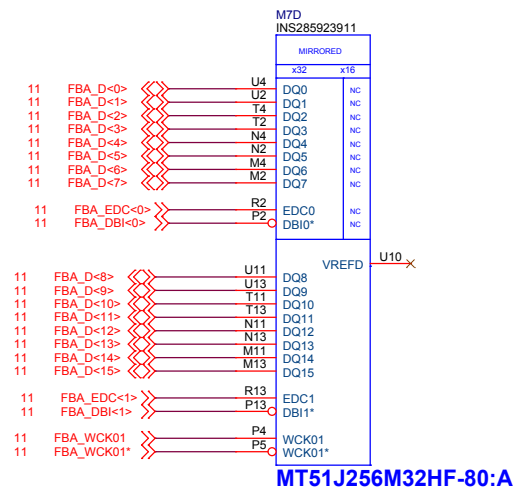 M7D
INS285923911
MIRRORED
x32 x16
11 FBA_D<0> U4 DQ0 NC
11 FBA_D<1> U2 DQ1 NC
11 FBA_D<2> T4 DQ2 NC
11 FBA_D<3> T2 DQ3 NC
11 FBA_D<4> N4 DQ4 NC
11 FBA_D<5> N2 DQ5 NC
11 FBA_D<6> M4 DQ6 NC
11 FBA_D<7> M2 DQ7 NC
11 FBA_EDC<0> R2 EDC0 NC
11 FBA_DBI<0> P2 DBI0* NC
VREFD U10
11 FBA_D<8> U11 DQ8
11 FBA_D<9> U13 DQ9
11 FBA_D<10> T11 DQ10
11 FBA_D<11> T13 DQ11
11 FBA_D<12> N11 DQ12
11 FBA_D<13> N13 DQ13
11 FBA_D<14> M11 DQ14
11 FBA_D<15> M13 DQ15
11 FBA_EDC<1> R13 EDC1
11 FBA_DBI<1> P13 DBI1*
11 FBA_WCK01 P4 WCK01
11 FBA_WCK01* P5 WCK01*
MT51J256M32HF-80:A